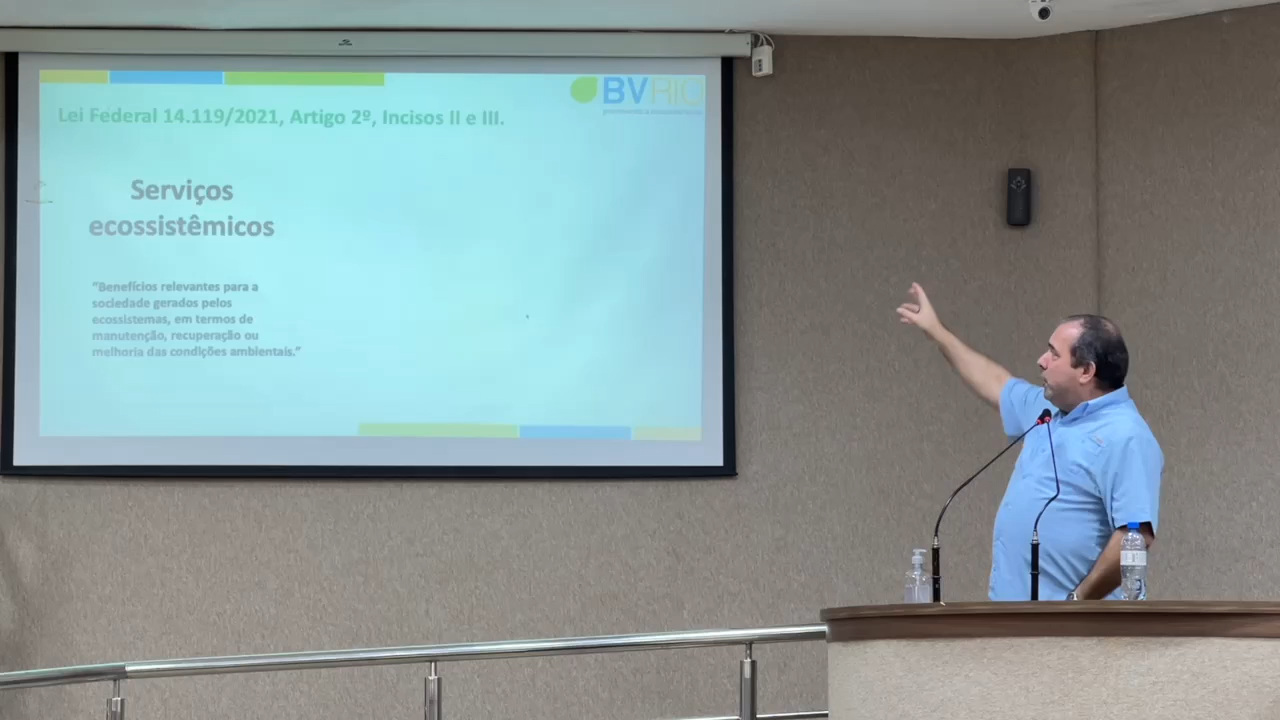 BVRIO
Lei Federal 14.119/2021, Artigo 2º, Incisos II e III.
Serviços
ecossistêmicos
“Benefícios relevantes para a
sociedade gerados pelos
ecossistemas, em termos de
manutenção, recuperação ou
melhoria das condições ambientais.”